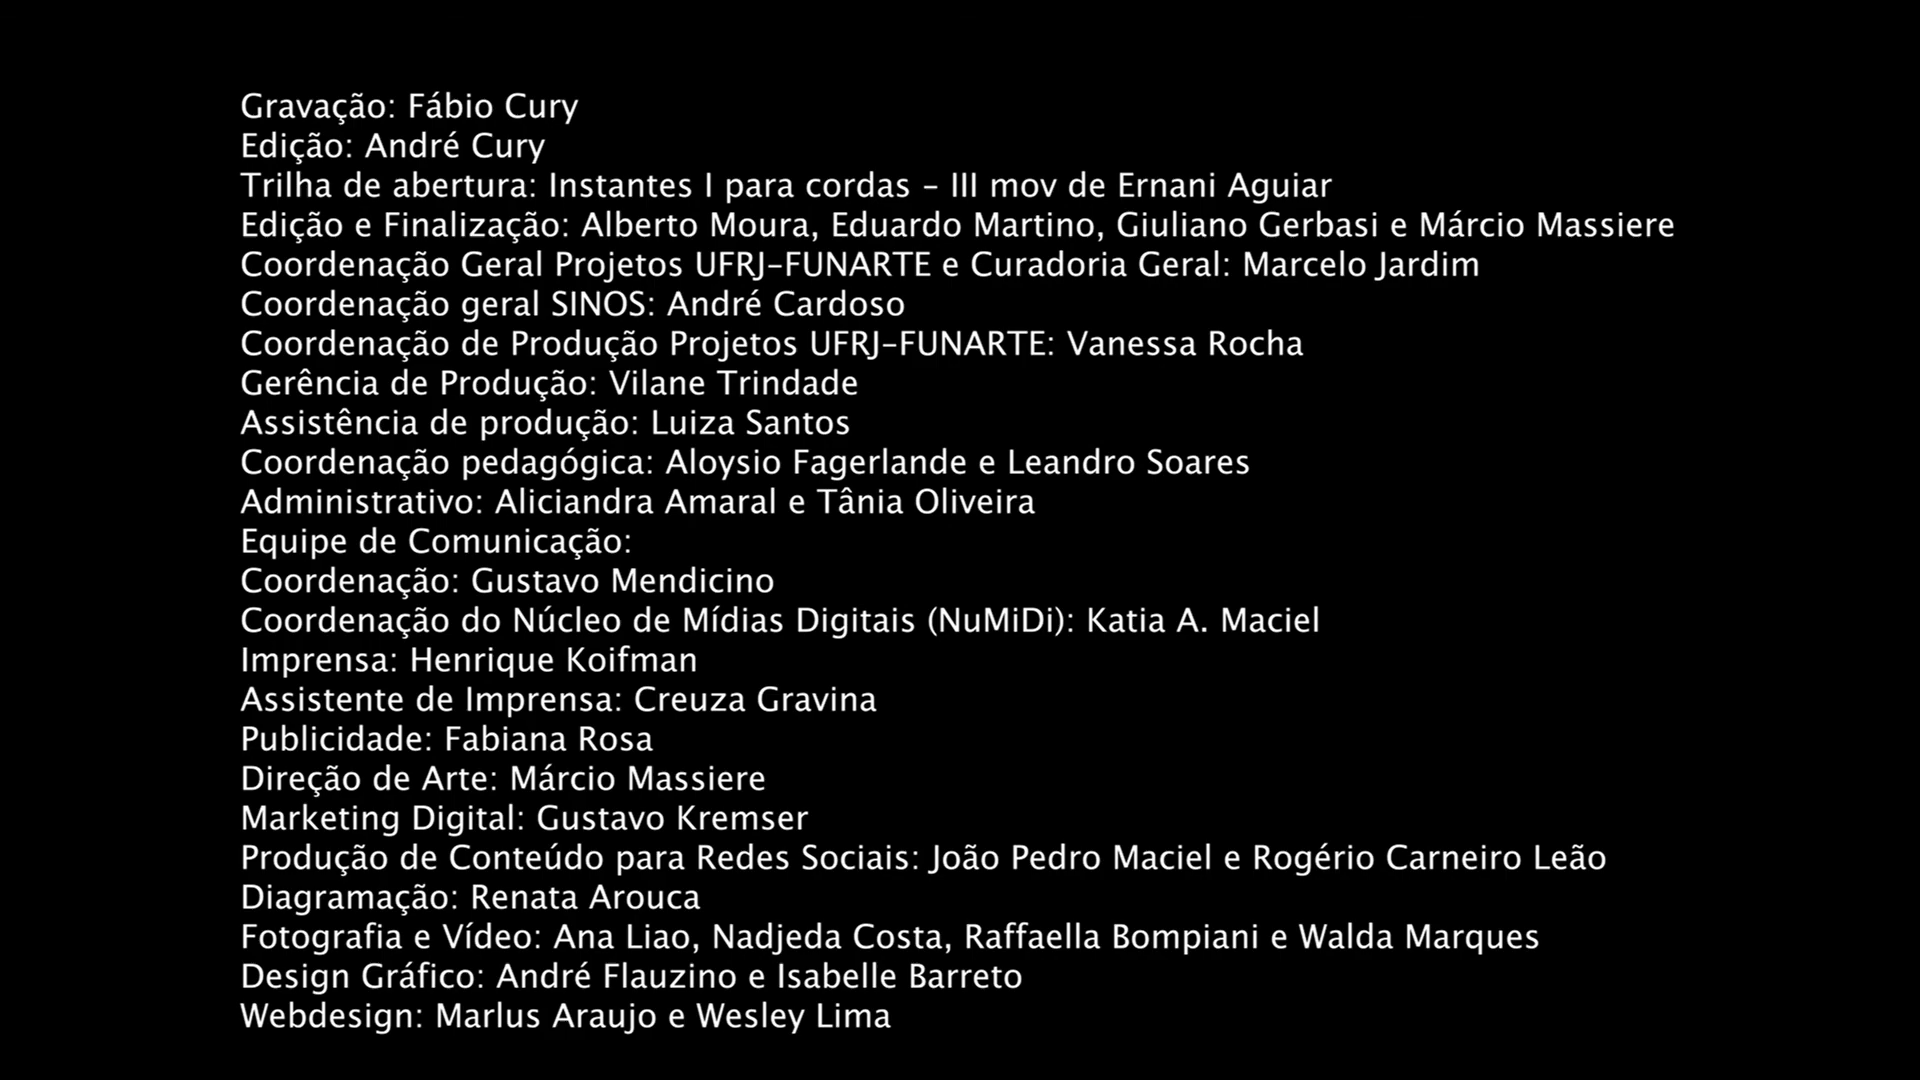 Gravação: Fábio Cury
Edição: André Cury
Trilha de abertura: Instantes I para cordas – III mov de Ernani Aguiar
Edição e Finalização: Alberto Moura, Eduardo Martino, Giuliano Gerbasi e Márcio Massiere
Coordenação Geral Projetos UFRJ–FUNARTE e Curadoria Geral: Marcelo Jardim
Coordenação geral SINOS: André Cardoso
Coordenação de Produção Projetos UFRJ–FUNARTE: Vanessa Rocha
Gerência de Produção: Vilane Trindade
Assistência de produção: Luiza Santos
Coordenação pedagógica: Aloysio Fagerlande e Leandro Soares
Administrativo: Aliciandra Amaral e Tânia Oliveira
Equipe de Comunicação:
Coordenação: Gustavo Mendicino
Coordenação do Núcleo de Mídias Digitais (NuMiDi): Katia A. Maciel
Imprensa: Henrique Koifman
Assistente de Imprensa: Creuza Gravina
Publicidade: Fabiana Rosa
Direção de Arte: Márcio Massiere
Marketing Digital: Gustavo Kremser
Produção de Conteúdo para Redes Sociais: João Pedro Maciel e Rogério Carneiro Leão
Diagramação: Renata Arouca
Fotografia e Vídeo: Ana Liao, Nadjeda Costa, Raffaella Bompiani e Walda Marques
Design Gráfico: André Flauzino e Isabelle Barreto
Webdesign: Marlus Araujo e Wesley Lima